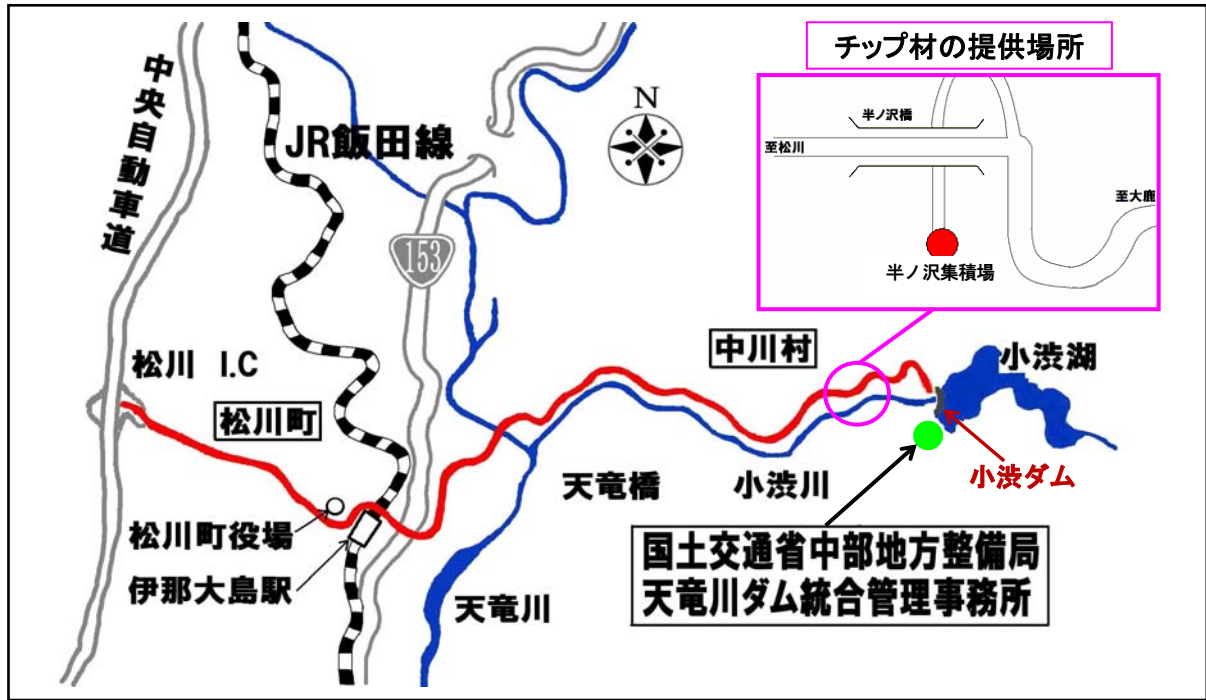 チップ材の提供場所
半ノ沢橋
至松川
至大鹿
半ノ沢集積場
中央自動車道
JR飯田線
N
153
中川村
小渋湖
松川 I.C
松川町
天竜橋
小渋川
小渋ダム
松川町役場
伊那大島駅
天竜川
国土交通省中部地方整備局
天竜川ダム統合管理事務所